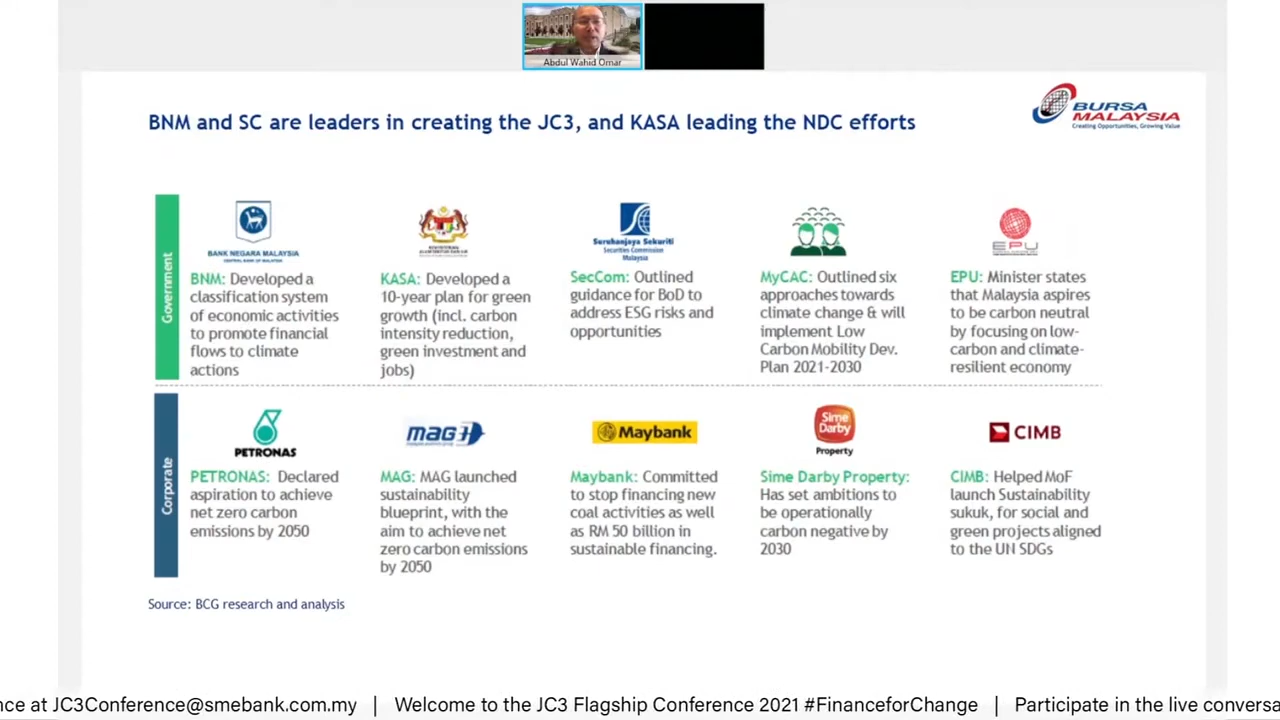 Abdul Wahid Omar
BNM and SC are leaders in creating the JC3, and KASA leading the NDC efforts
BURSA
MALAYSIA
Creating Opportunities, Growing Value
Government
BANK NEGARA MALAYSIA
CENTRAL BANK OF MALAYSIA
BNM: Developed a
classification system
of economic activities
to promote financial
flows to climate
actions
KASA: Developed a
10-year plan for green
growth (incl. carbon
intensity reduction,
green investment and
jobs)
Suruhanjaya Sekuriti
Securities Commission
Malaysia
SecCom: Outlined
guidance for BoD to
address ESG risks and
opportunities
MyCAC: Outlined six
approaches towards
climate change & will
implement Low
Carbon Mobility Dev.
Plan 2021-2030
EPU
EPU: Minister states
that Malaysia aspires
to be carbon neutral
by focusing on low-
carbon and climate-
resilient economy
Corporate
PETRONAS
PETRONAS: Declared
aspiration to achieve
net zero carbon
emissions by 2050
mag
MAG: MAG launched
sustainability
blueprint, with the
aim to achieve net
zero carbon emissions
by 2050
Maybank
Maybank: Committed
to stop financing new
coal activities as well
as RM 50 billion in
sustainable financing.
Sime
Darby
Property
Sime Darby Property:
Has set ambitions to
be operationally
carbon negative by
2030
CIMB
CIMB: Helped MoF
launch Sustainability
sukuk, for social and
green projects aligned
to the UN SDGs
Source: BCG research and analysis
nce at JC3Conference@smebank.com.my | Welcome to the JC3 Flagship Conference 2021 #FinanceforChange | Participate in the live conversa